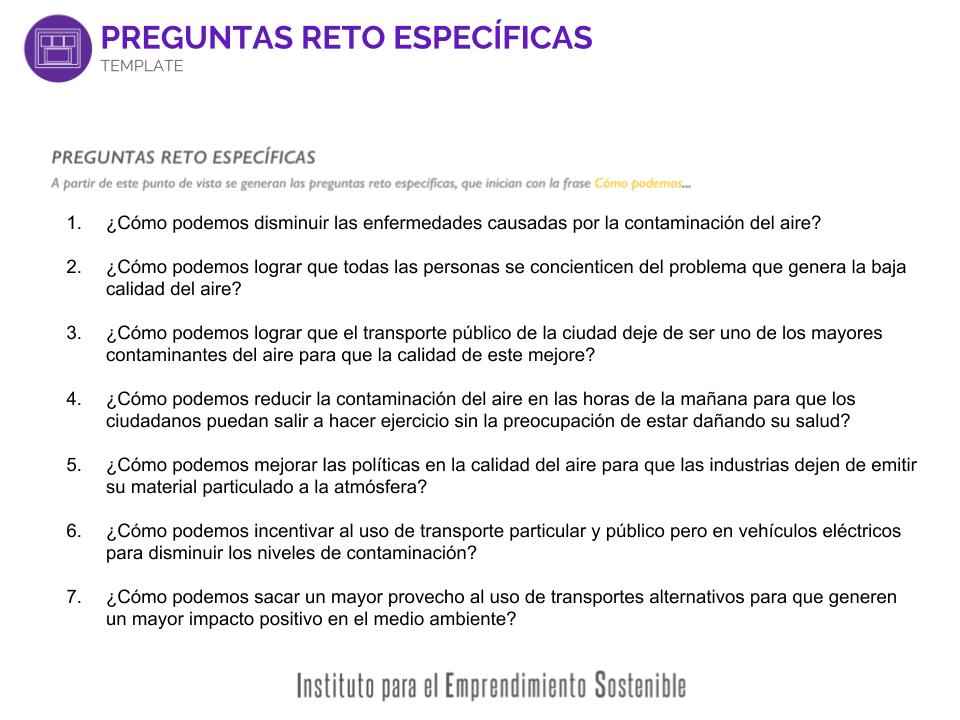 PREGUNTAS RETO ESPECÍFICAS
TEMPLATE
PREGUNTAS RETO ESPECÍFICAS
A partir de este punto de vista se generan las preguntas reto específicas, que inician con la frase Cómo podemos...
1. ¿Cómo podemos disminuir las enfermedades causadas por la contaminación del aire?
2. ¿Cómo podemos lograr que todas las personas se concienticen del problema que genera la baja
calidad del aire?
3. ¿Cómo podemos lograr que el transporte público de la ciudad deje de ser uno de los mayores
contaminantes del aire para que la calidad de este mejore?
4. ¿Cómo podemos reducir la contaminación del aire en las horas de la mañana para que los
ciudadanos puedan salir a hacer ejercicio sin la preocupación de estar dañando su salud?
5. ¿Cómo podemos mejorar las políticas en la calidad del aire para que las industrias dejen de emitir
su material particulado a la atmósfera?
6. ¿Cómo podemos incentivar al uso de transporte particular y público pero en vehículos eléctricos
para disminuir los niveles de contaminación?
7. ¿Cómo podemos sacar un mayor provecho al uso de transportes alternativos para que generen
un mayor impacto positivo en el medio ambiente?
Instituto para el Emprendimiento Sostenible